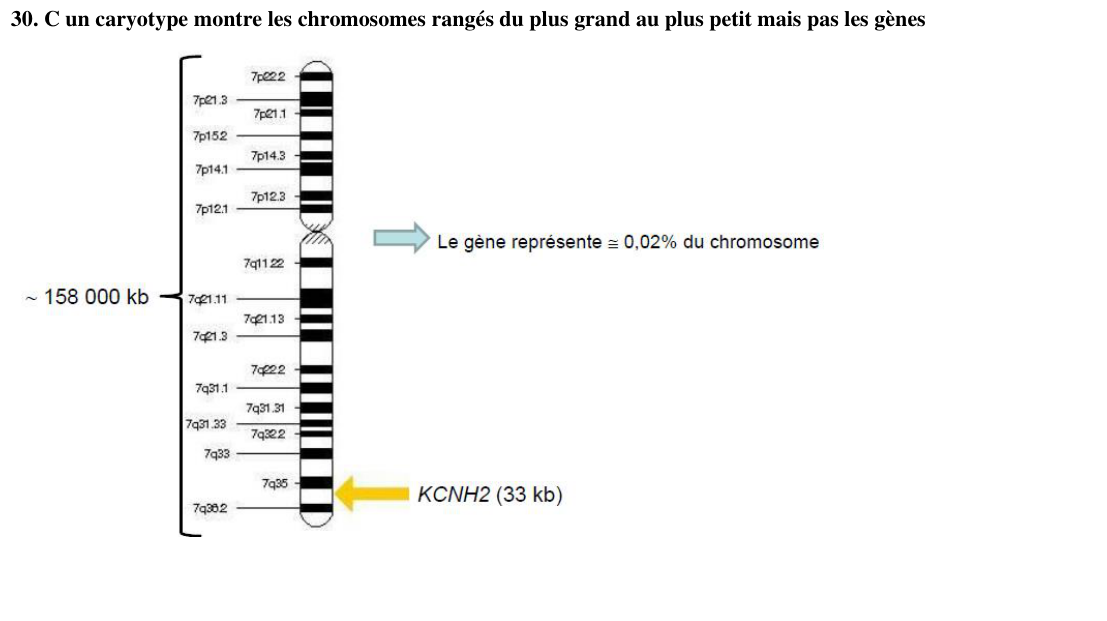 30. C un caryotype montre les chromosomes rangés du plus grand au plus petit mais pas les gènes
7p22.2
7p21.3
7p21.1
7p15.2
7p14.3
7p14.1
7p12.3
7p12.1
Le gène représente ≅ 0,02% du chromosome
7q11.22
~ 158 000 kb
7q21.11
7q21.13
7q21.3
7q22.2
7q31.1
7q31.31
7q31.33
7q32.2
7q33
7q35
KCNH2 (33 kb)
7q36.2